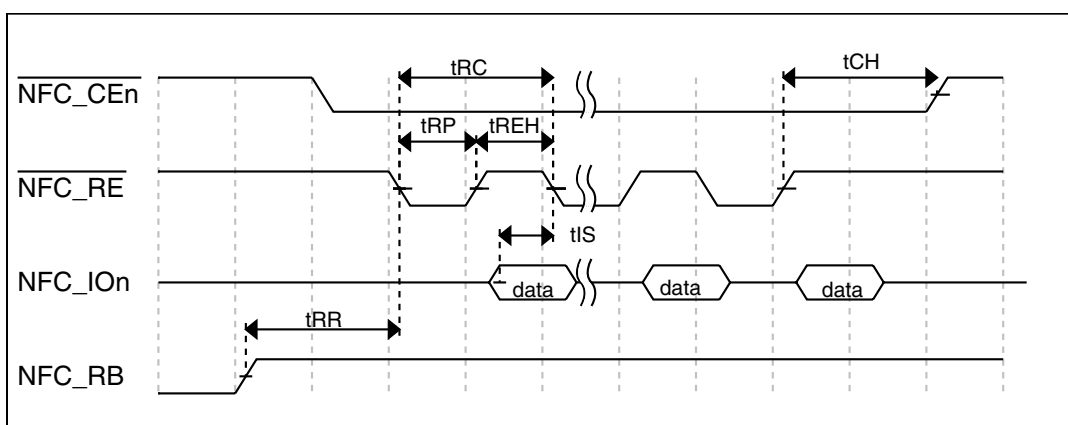 tRC
tCH
NFC_CEn
tRP
tREH
NFC_RE
tIS
NFC_IOn
data
data
data
tRR
NFC_RB